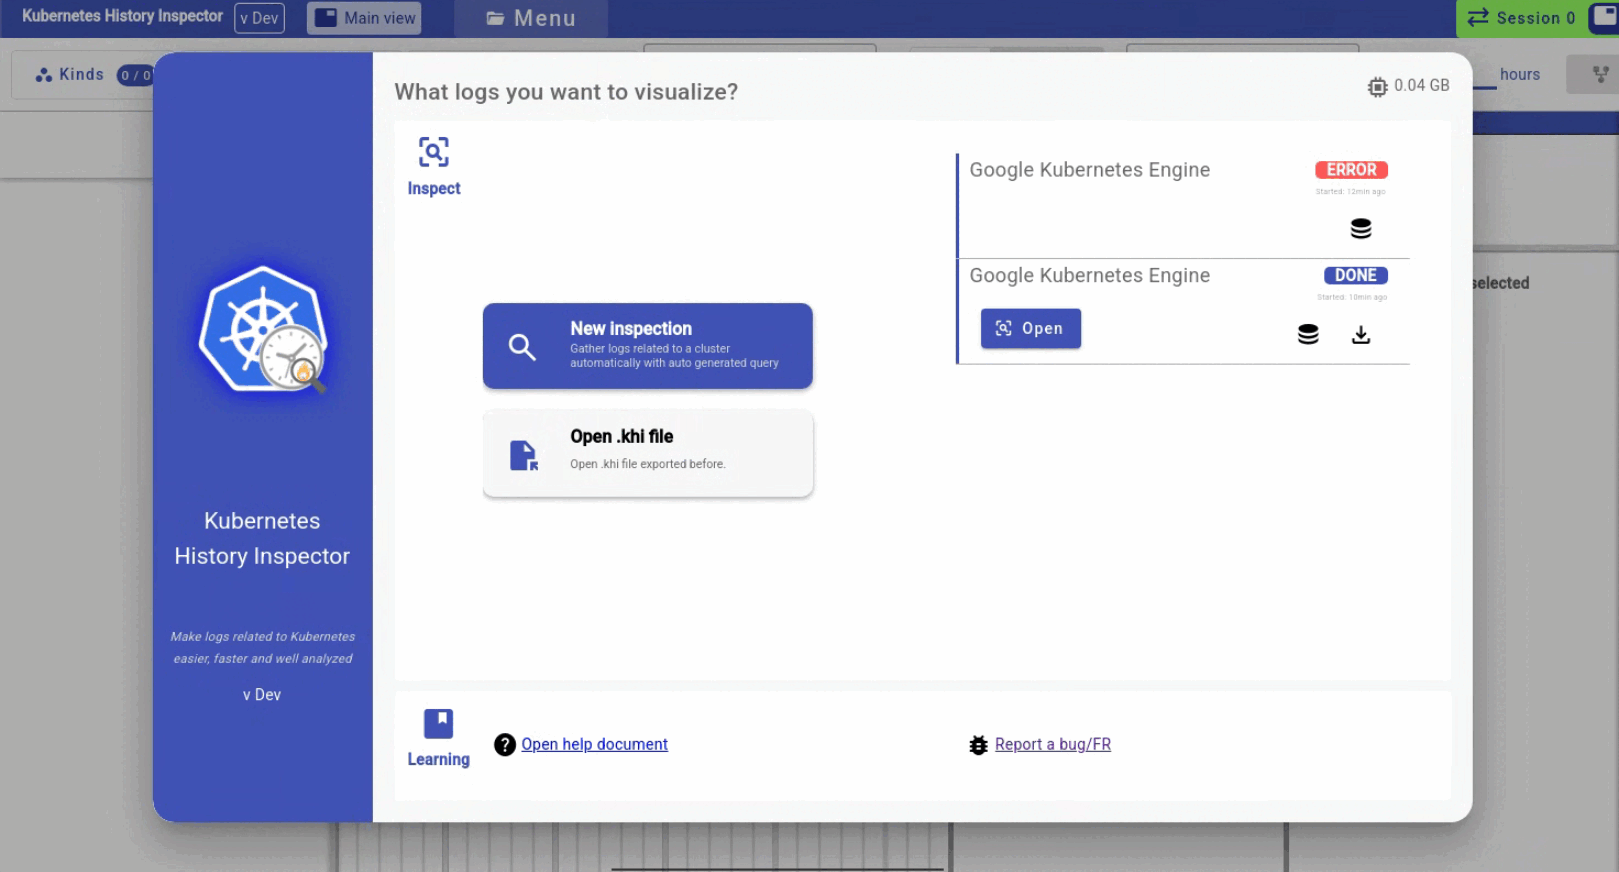 Kubernetes History Inspector
v Dev
Main view
Menu
Session 0
Kinds
0 / 0
hours
What logs you want to visualize?
0.04 GB
Inspect
Google Kubernetes Engine
ERROR
Started: 12min ago
Google Kubernetes Engine
DONE
Started: 10min ago
Open
selected
New inspection
Gather logs related to a cluster
automatically with auto generated query
Open .khi file
Open .khi file exported before.
Kubernetes
History Inspector
Make logs related to Kubernetes
easier, faster and well analyzed
v Dev
Learning
Open help document
Report a bug/FR